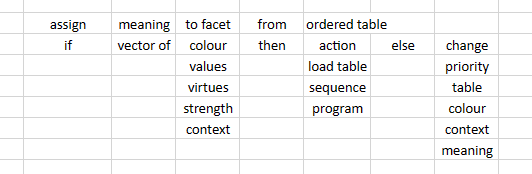 assign meaning to facet from ordered table
if vector of colour then action else change
values load table priority
virtues sequence table
strength program colour
context context
meaning